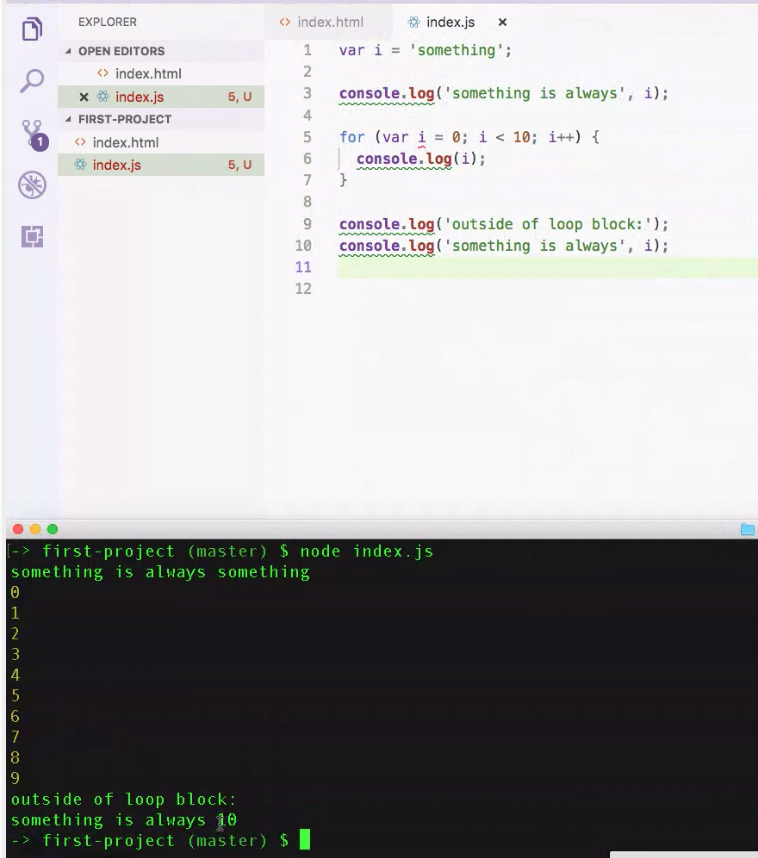 EXPLORER
OPEN EDITORS
index.html
index.js 5, U
FIRST-PROJECT
index.html
index.js 5, U
1
index.html index.js
1 var i = 'something';
2
3 console.log('something is always', i);
4
5 for (var i = 0; i < 10; i++) {
6 console.log(i);
7 }
8
9 console.log('outside of loop block:');
10 console.log('something is always', i);
11
12
[-> first-project (master) $ node index.js
something is always something
0
1
2
3
4
5
6
7
8
9
outside of loop block:
something is always 10
-> first-project (master) $